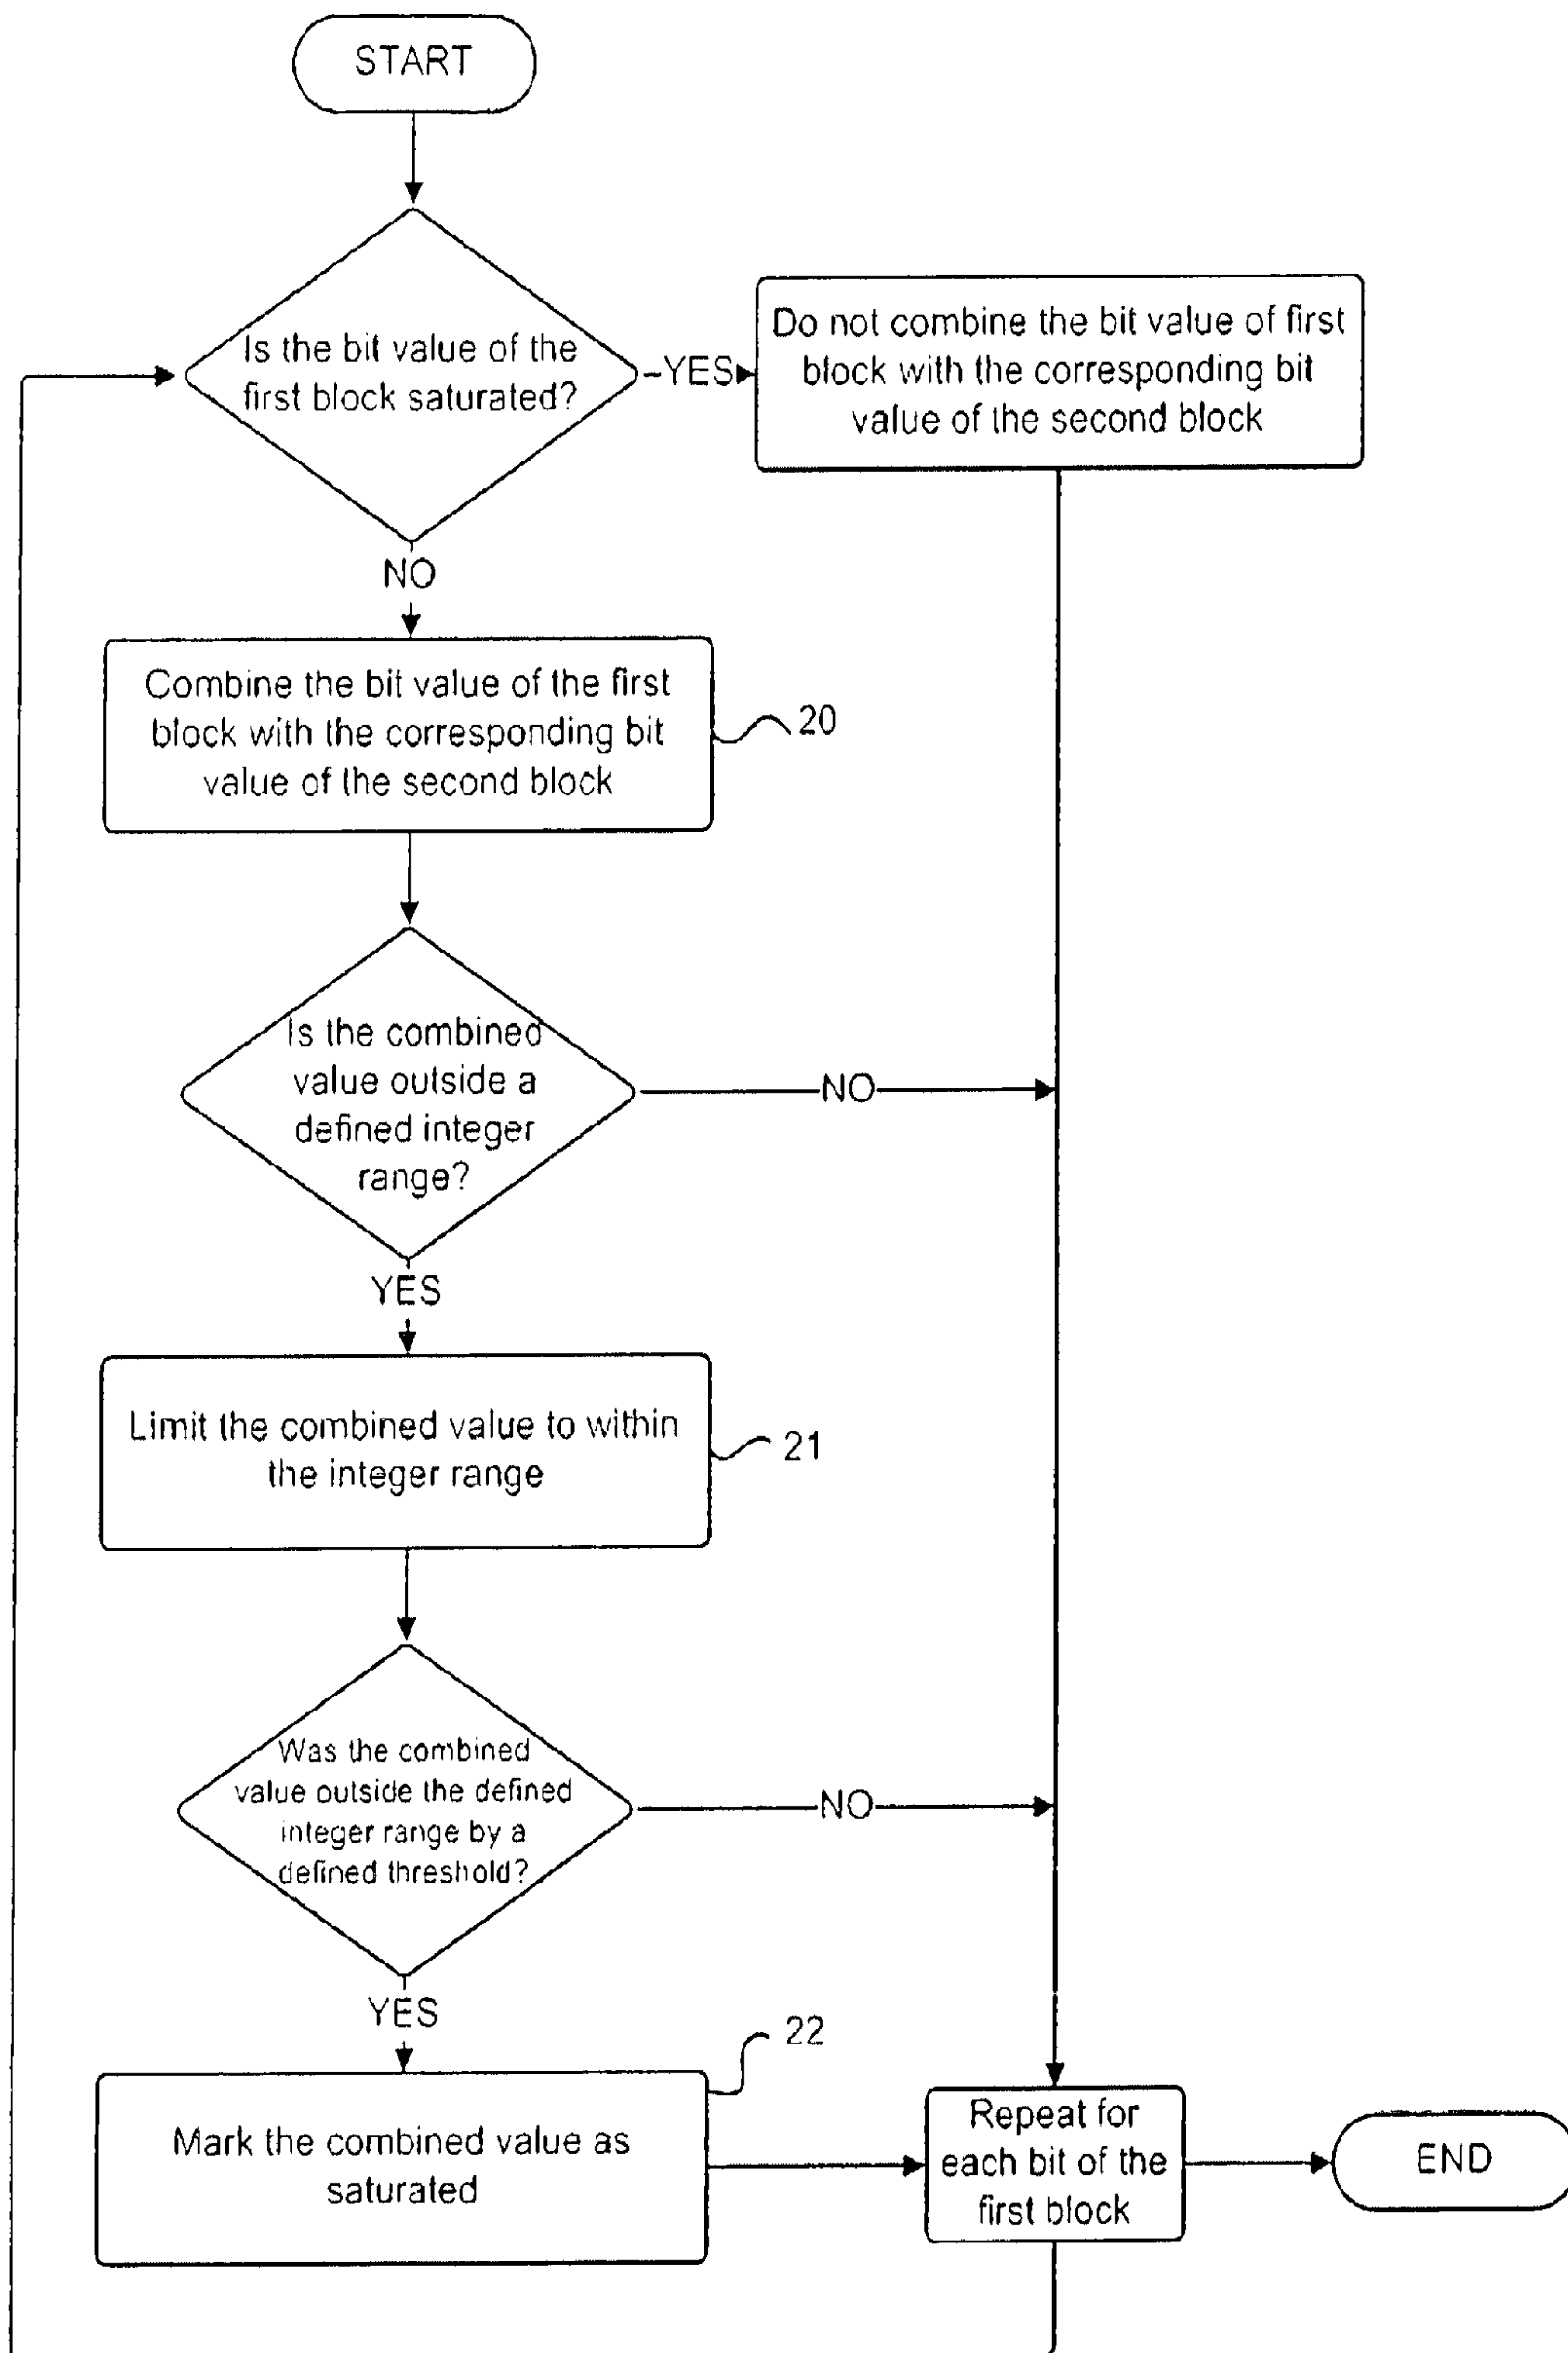 START
Is the bit value of the
first block saturated?
YES
Do not combine the bit value of first
block with the corresponding bit
value of the second block
NO
Combine the bit value of the first
block with the corresponding bit
value of the second block
20
Is the combined
value outside a
defined integer
range?
NO
YES
Limit the combined value to within
the integer range
21
Was the combined
value outside the defined
integer range by a
defined threshold?
NO
YES
22
Mark the combined value as
saturated
Repeat for
each bit of the
first block
END